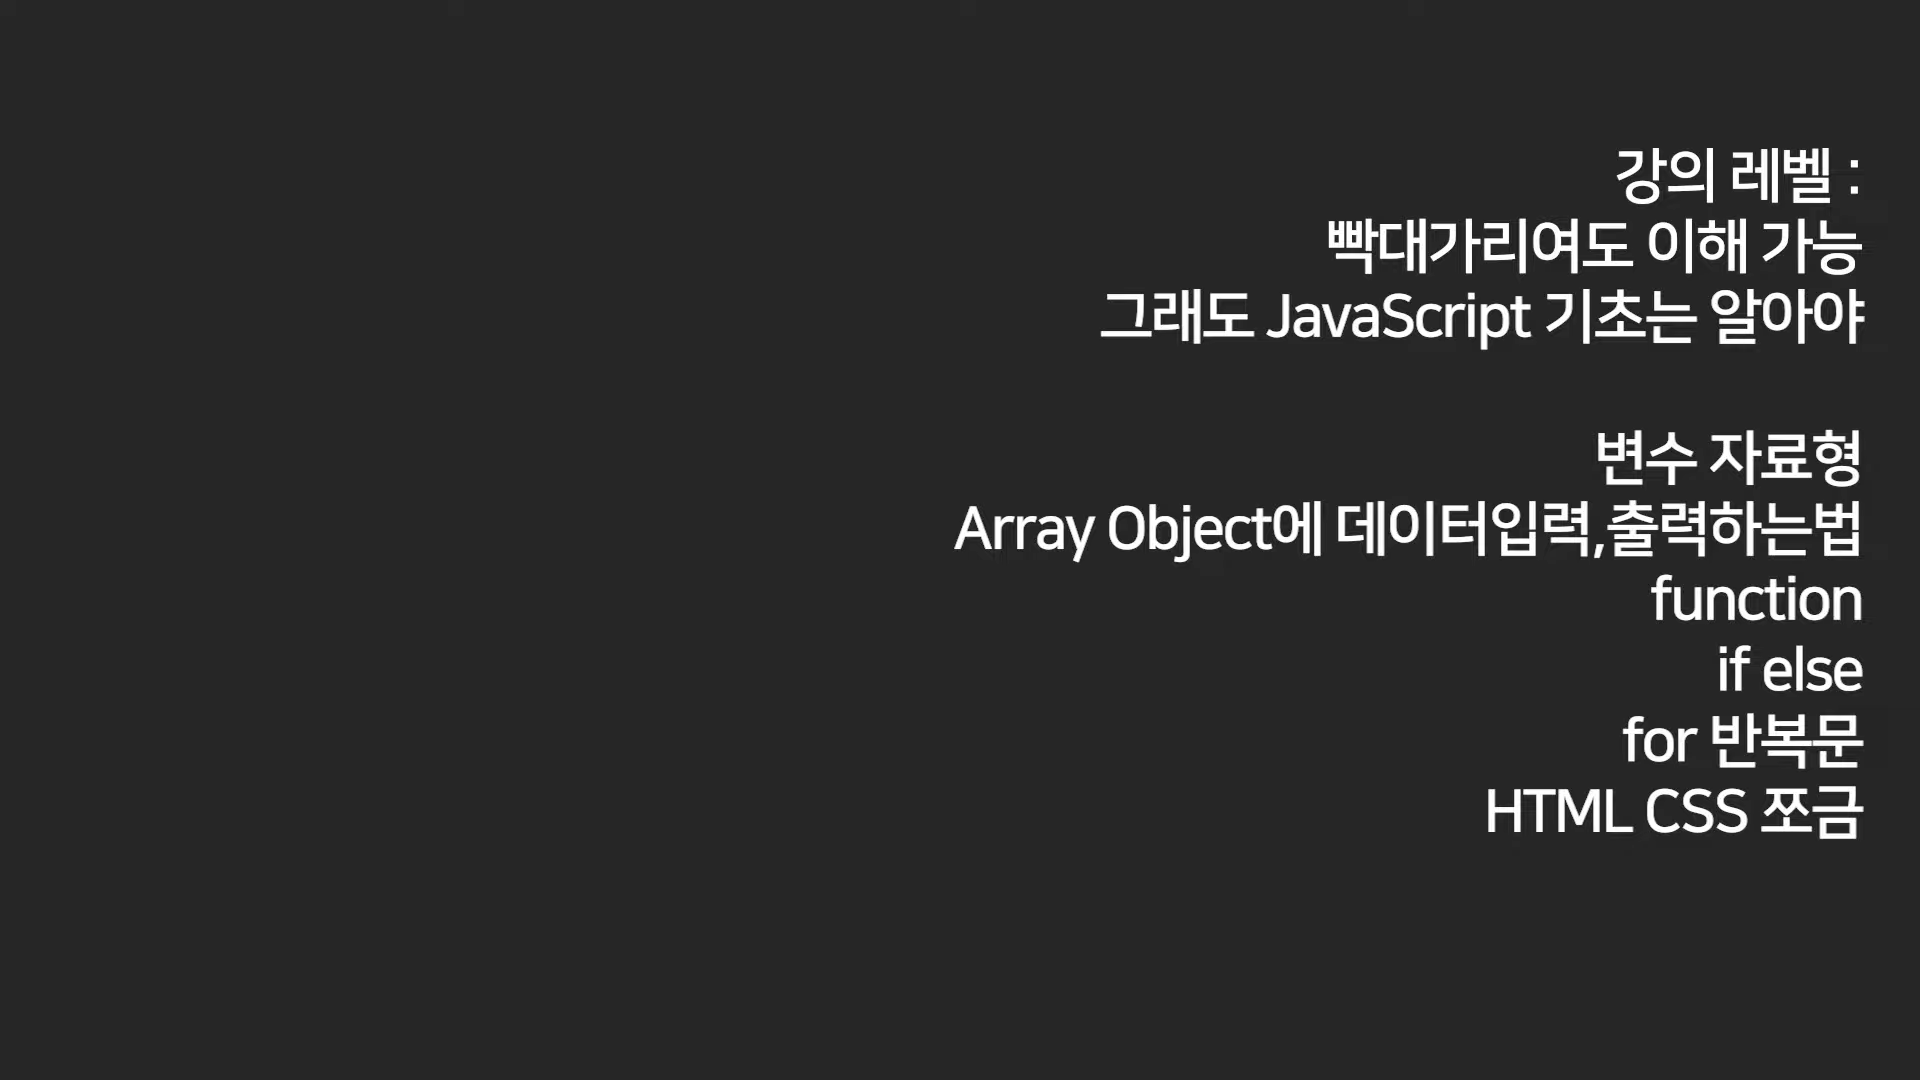 강의 레벨 :
빡대가리여도 이해 가능
그래도 JavaScript 기초는 알아야
변수 자료형
Array Object에 데이터입력,출력하는법
function
if else
for 반복문
HTML CSS 쪼금